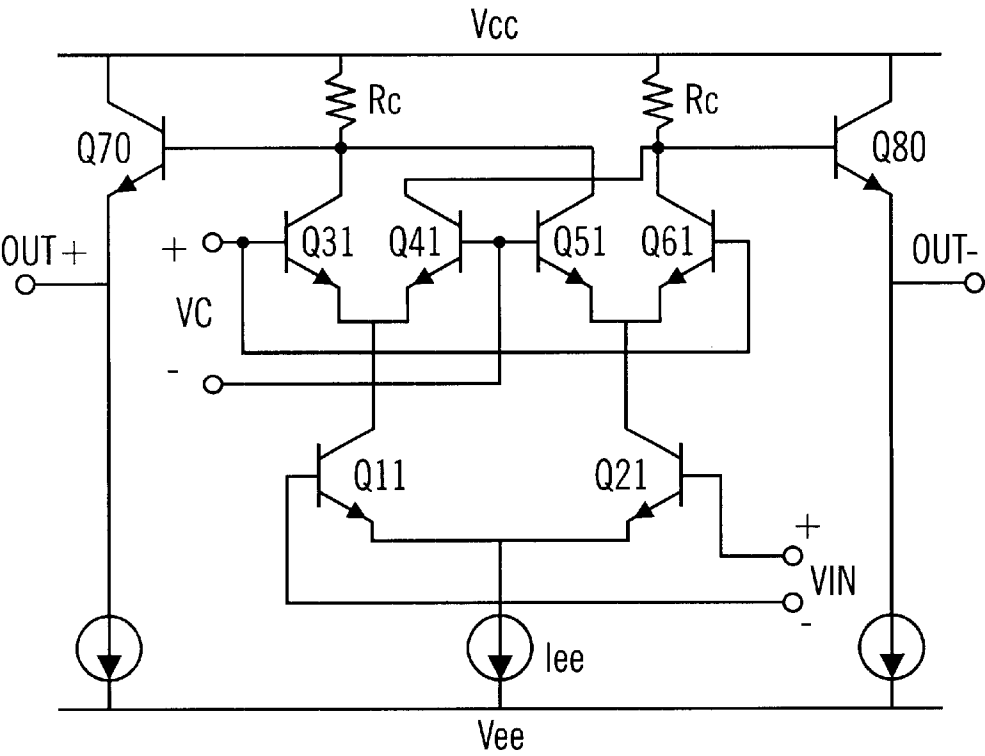 Vcc
Rc
Rc
Q70
Q80
OUT+
+
Q31
Q41
Q51
Q61
OUT-
VC
-
Q11
Q21
+
VIN
-
Iee
Vee